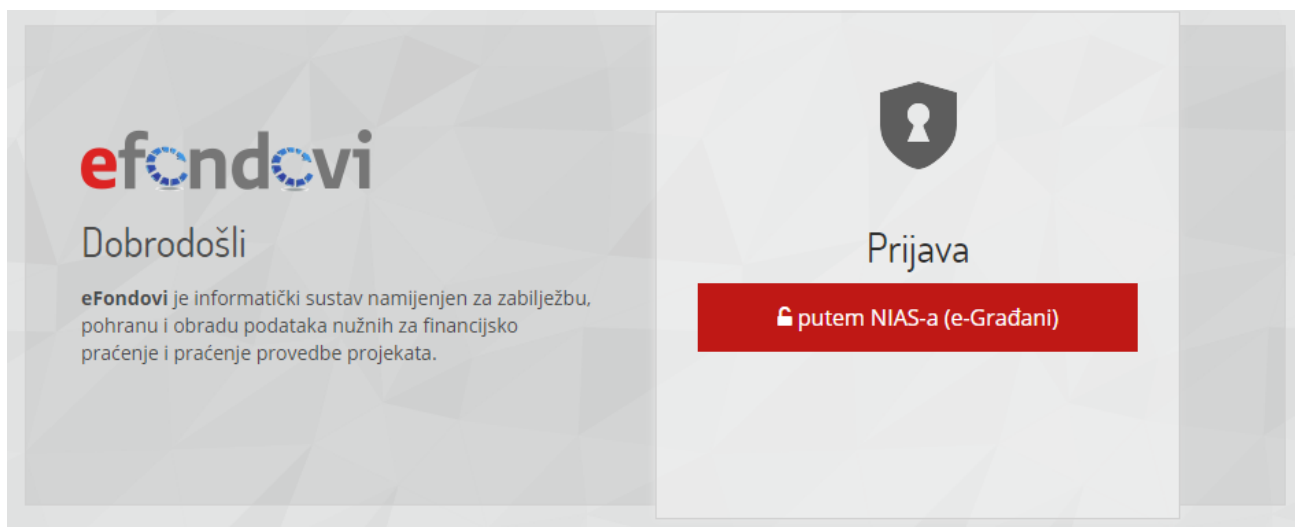 efondovi
Dobrodošli
eFondovi je informatički sustav namijenjen za zabilježbu,
pohranu i obradu podataka nužnih za financijsko
praćenje i praćenje provedbe projekata.
Prijava
putem NIAS-a (e-Građani)